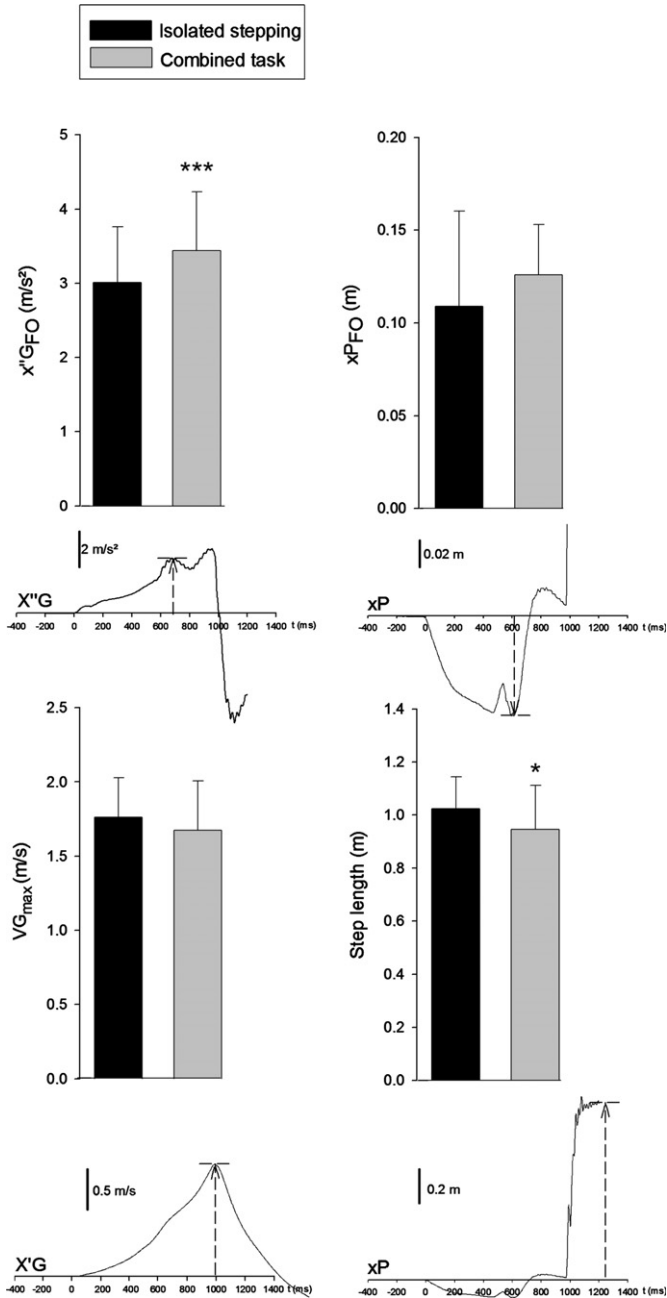 Isolated stepping
Combined task
5
4
3
2
1
0
x"GFO (m/s²)
***
0.20
0.15
0.10
0.05
0.00
xPFO (m)
2 m/s²
X"G
-400 -200 0 200 400 600 800 1000 1200 1400 t (ms)
0.02 m
xP
-400 -200 0 200 400 600 800 1000 1200 1400 t (ms)
2.5
2.0
1.5
1.0
0.5
0.0
VGmax (m/s)
1.4
1.2
1.0
0.8
0.6
0.4
0.2
0.0
Step length (m)
*
0.5 m/s
X'G
-400 -200 0 200 400 600 800 1000 1200 1400 t (ms)
0.2 m
xP
-400 -200 0 200 400 600 800 1000 1200 1400 t (ms)